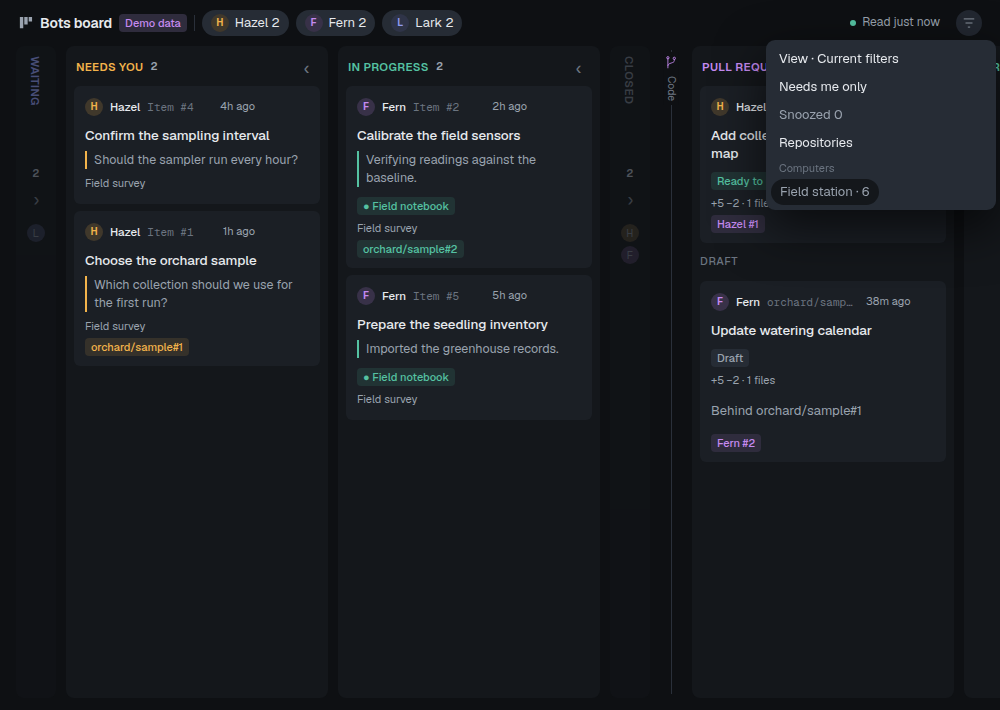 Bots board
Demo data
H Hazel 2
F Fern 2
L Lark 2
Read just now
View · Current filters
Needs me only
Snoozed 0
Repositories
Computers
Field station · 6
WAITING
2
L
NEEDS YOU 2
H Hazel Item #4 4h ago
Confirm the sampling interval
Should the sampler run every hour?
Field survey
H Hazel Item #1 1h ago
Choose the orchard sample
Which collection should we use for
the first run?
Field survey
orchard/sample#1
IN PROGRESS 2
F Fern Item #2 2h ago
Calibrate the field sensors
Verifying readings against the
baseline.
● Field notebook
Field survey
orchard/sample#2
F Fern Item #5 5h ago
Prepare the seedling inventory
Imported the greenhouse records.
● Field notebook
Field survey
CLOSED
2
H
F
Code
PULL REQU
H Hazel
Add colle
map
Ready to
+5 −2 · 1 file
Hazel #1
DRAFT
F Fern orchard/samp… 38m ago
Update watering calendar
Draft
+5 −2 · 1 files
Behind orchard/sample#1
Fern #2